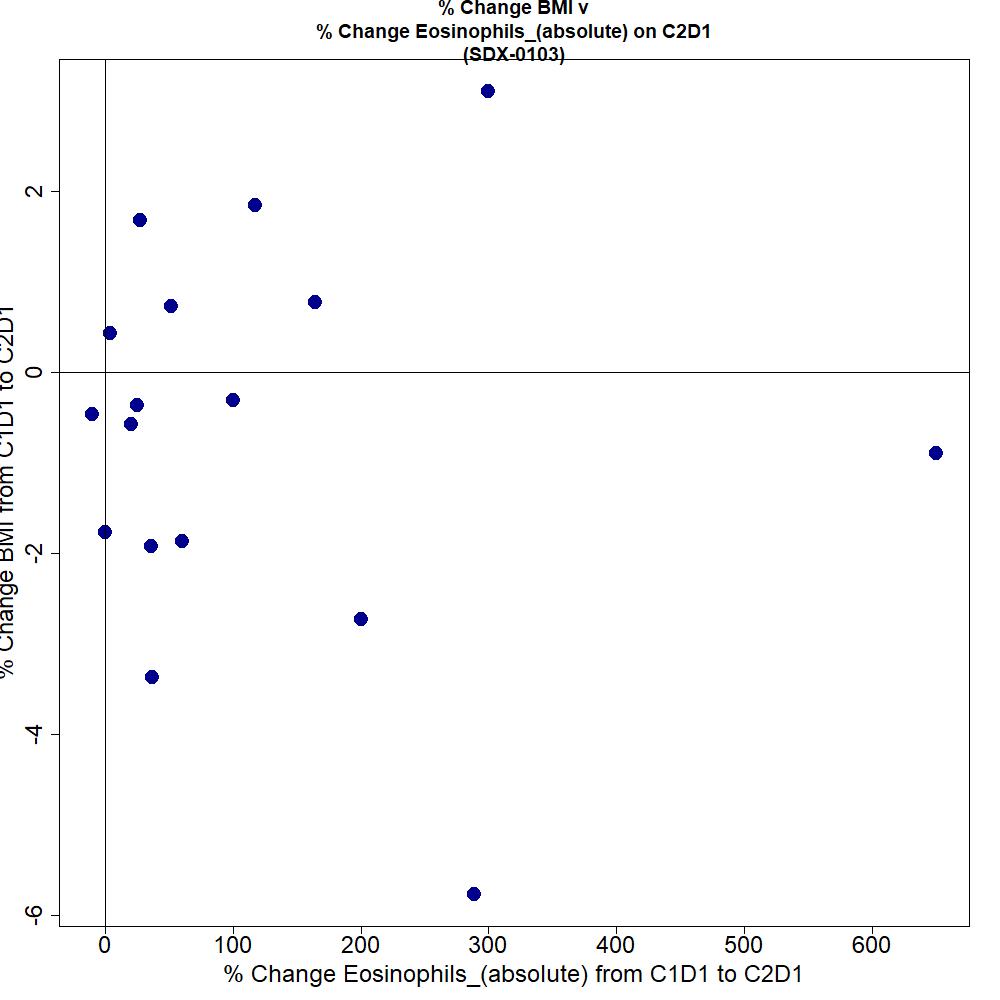 % Change BMI v
% Change Eosinophils_(absolute) on C2D1
(SDX-0103)
% Change BMI from C1D1 to C2D1
2
0
-2
-4
-6
0 100 200 300 400 500 600
% Change Eosinophils_(absolute) from C1D1 to C2D1